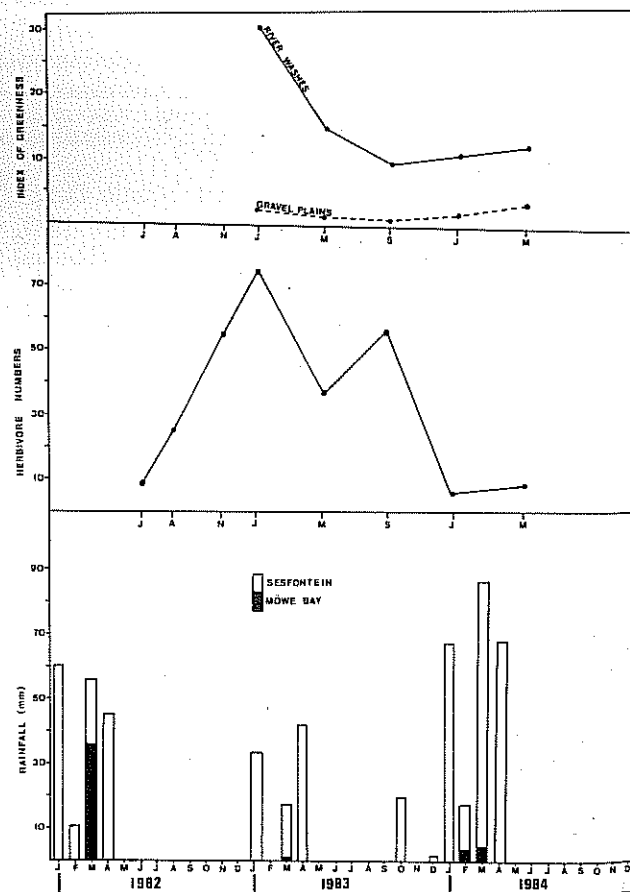 INDEX OF GREENNESS
30
20
10
RIVER WASHES
GRAVEL PLAINS
J A N J M S J M
HERBIVORE NUMBERS
70
50
30
10
J A N J M S J M
SESFONTEIN
MÖWE BAY
RAINFALL (mm)
90
70
50
30
10
J F M A M J J A S O N D J F M A M J J A S O N D J F M A M J J A S O N D
1982 1983 1984